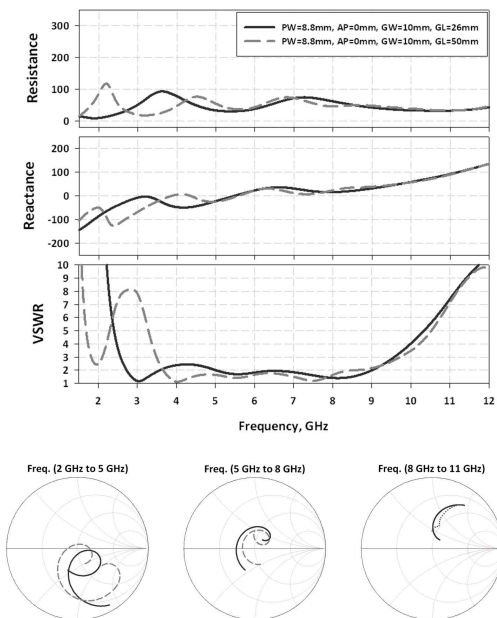 PW=8.8mm, AP=0mm, GW=10mm, GL=26mm
PW=8.8mm, AP=0mm, GW=10mm, GL=50mm
Resistance
300
200
100
0
Reactance
200
100
0
-100
-200
VSWR
10
9
8
7
6
5
4
3
2
1
2 3 4 5 6 7 8 9 10 11 12
Frequency, GHz
Freq. (2 GHz to 5 GHz)
Freq. (5 GHz to 8 GHz)
Freq. (8 GHz to 11 GHz)